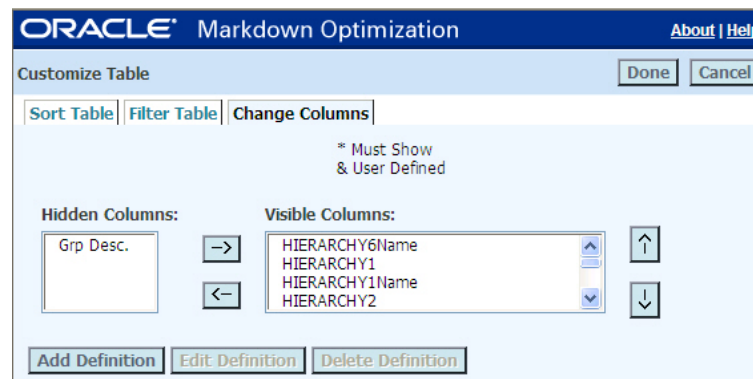 ORACLE® Markdown Optimization About | Help
Customize Table Done Cancel
Sort Table Filter Table Change Columns
* Must Show
& User Defined
Hidden Columns: Visible Columns:
Grp Desc. --> HIERARCHY6Name ↑
HIERARCHY1
HIERARCHY1Name
<-- HIERARCHY2 ↓
Add Definition Edit Definition Delete Definition